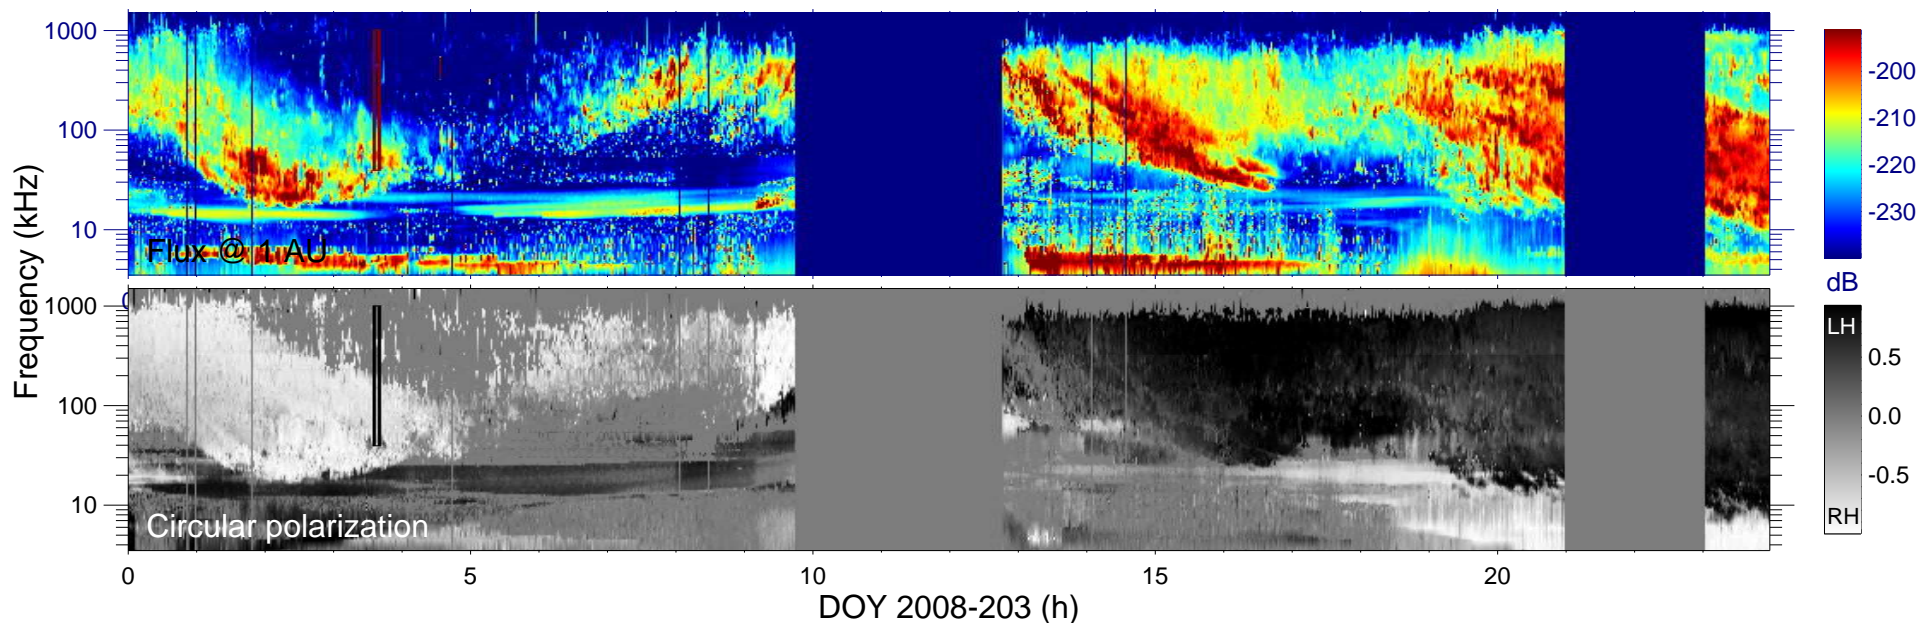 1000
100
10
Flux @ 1 AU
0
-200
-210
-220
-230
dB
Frequency (kHz)
1000
100
10
Circular polarization
LH
0.5
0.0
-0.5
RH
0
5
10
15
20
DOY 2008-203 (h)